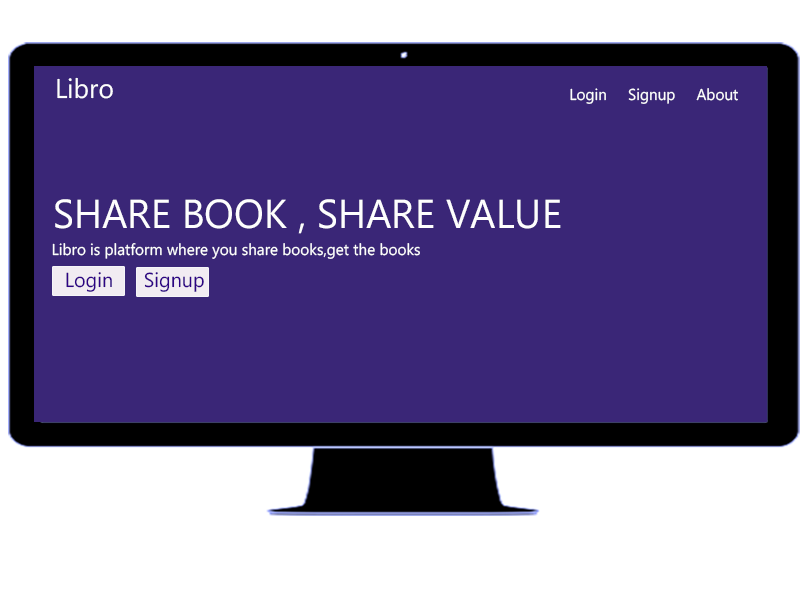 Libro
Login Signup About
SHARE BOOK , SHARE VALUE
Libro is platform where you share books,get the books
Login Signup